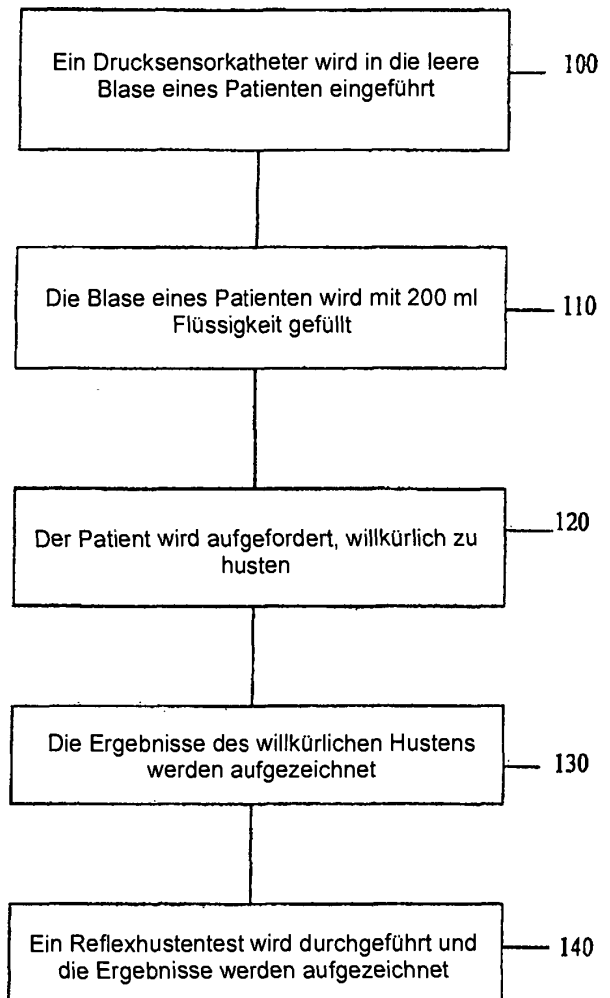 Ein Drucksensorkatheter wird in die leere
Blase eines Patienten eingeführt
100
Die Blase eines Patienten wird mit 200 ml
Flüssigkeit gefüllt
110
Der Patient wird aufgefordert, willkürlich zu
husten
120
Die Ergebnisse des willkürlichen Hustens
werden aufgezeichnet
130
Ein Reflexhustentest wird durchgeführt und
die Ergebnisse werden aufgezeichnet
140